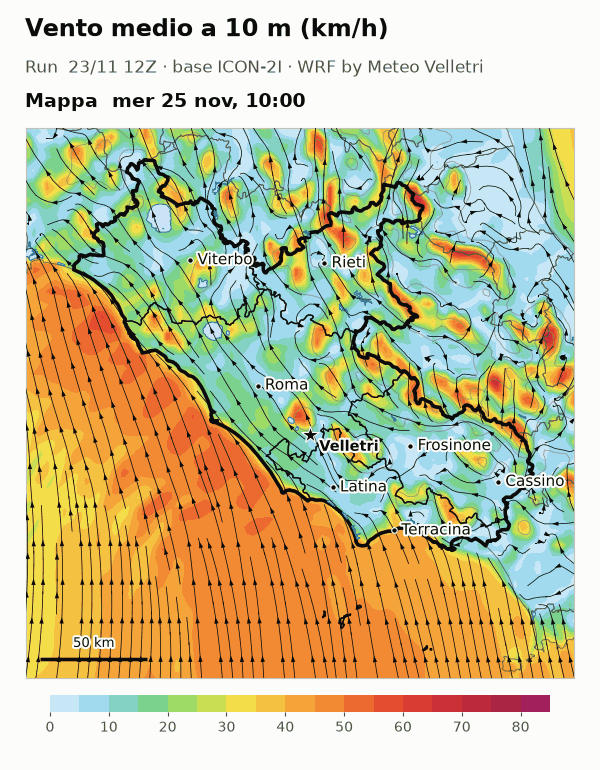 Vento medio a 10 m (km/h)
Run  23/11 12Z · base ICON-2I · WRF by Meteo Velletri
Mappa  mer 25 nov, 10:00
Viterbo
Rieti
Roma
Velletri
Frosinone
Cassino
Latina
Terracina
50 km
0 10 20 30 40 50 60 70 80